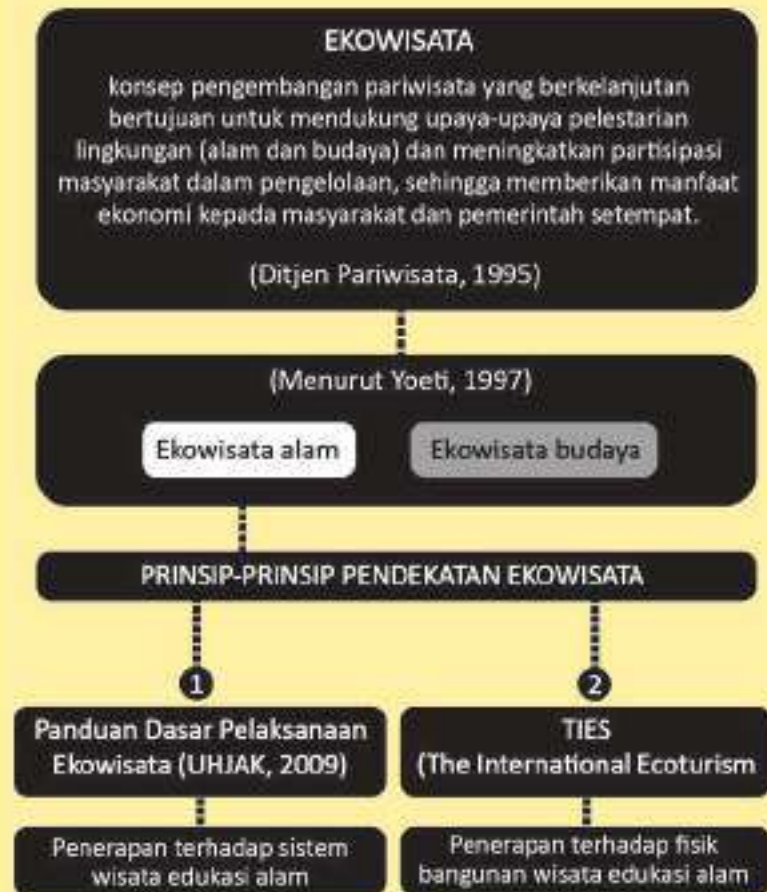 EKOWISATA
konsep pengembangan pariwisata yang berkelanjutan
bertujuan untuk mendukung upaya-upaya pelestarian
lingkungan (alam dan budaya) dan meningkatkan partisipasi
masyarakat dalam pengelolaan, sehingga memberikan manfaat
ekonomi kepada masyarakat dan pemerintah setempat.
(Ditjen Pariwisata, 1995)
(Menurut Yoeti, 1997)
Ekowisata alam
Ekowisata budaya
PRINSIP-PRINSIP PENDEKATAN EKOWISATA
1
Panduan Dasar Pelaksanaan
Ekowisata (UHJAK, 2009)
Penerapan terhadap sistem
wisata edukasi alam
2
TIES
(The International Ecoturism
Penerapan terhadap fisik
bangunan wisata edukasi alam